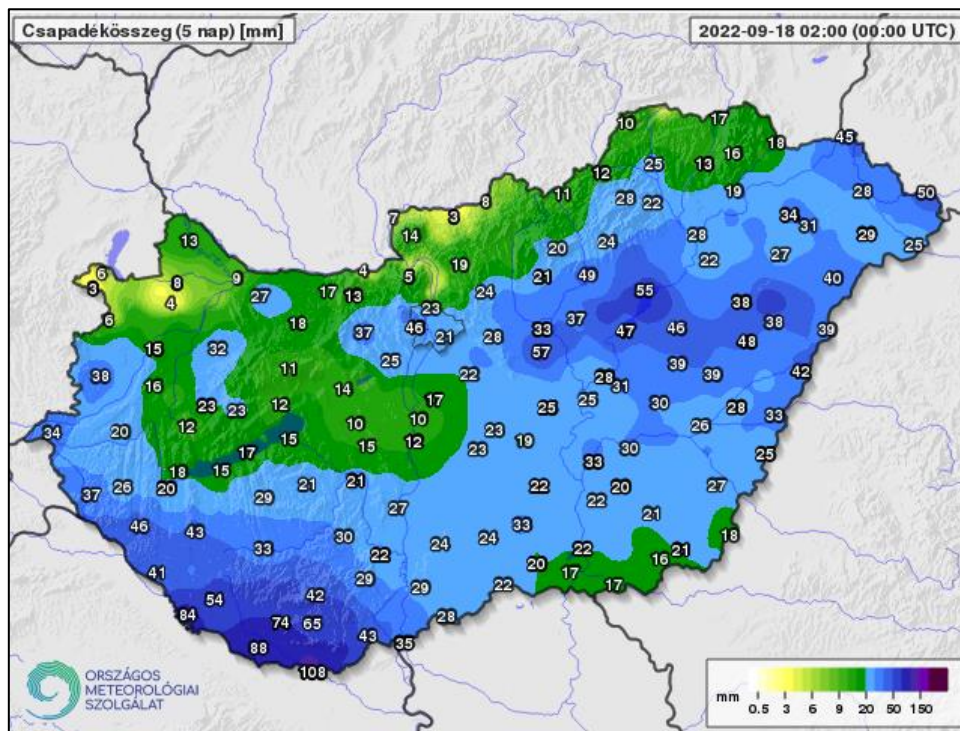 Csapadékösszeg (5 nap) [mm]
2022-09-18 02:00 (00:00 UTC)
10 17 45
18
25 13 16
12
11 28 22 19 28 50
7 3 8
14 34 31
13 20 24 28 29 25
22 27
6 8 9 4 5 19 21 49 40
3 4 27 17 13 24 55 38
6 18 23
37 46 21 28 33 37 47 46 38 39
15 32 57 48
38 11 25 22 39 39 42
16 14 28 31
23 23 12 17 25 25 30 28 33
34 20 12 10 10 26
15 15 12 23 19 30
17 23 25
18 15 33
37 26 20 29 21 21 22 22 20 27
27 21
46 43 33 30 24 24 33 18
22 22 21
41 29 29 20 17 16
54 42 22 17
84 74 65 28
88 43 35
108
ORSZÁGOS
METEOROLÓGIAI
SZOLGÁLAT
mm 0.5 3 6 9 20 50 150